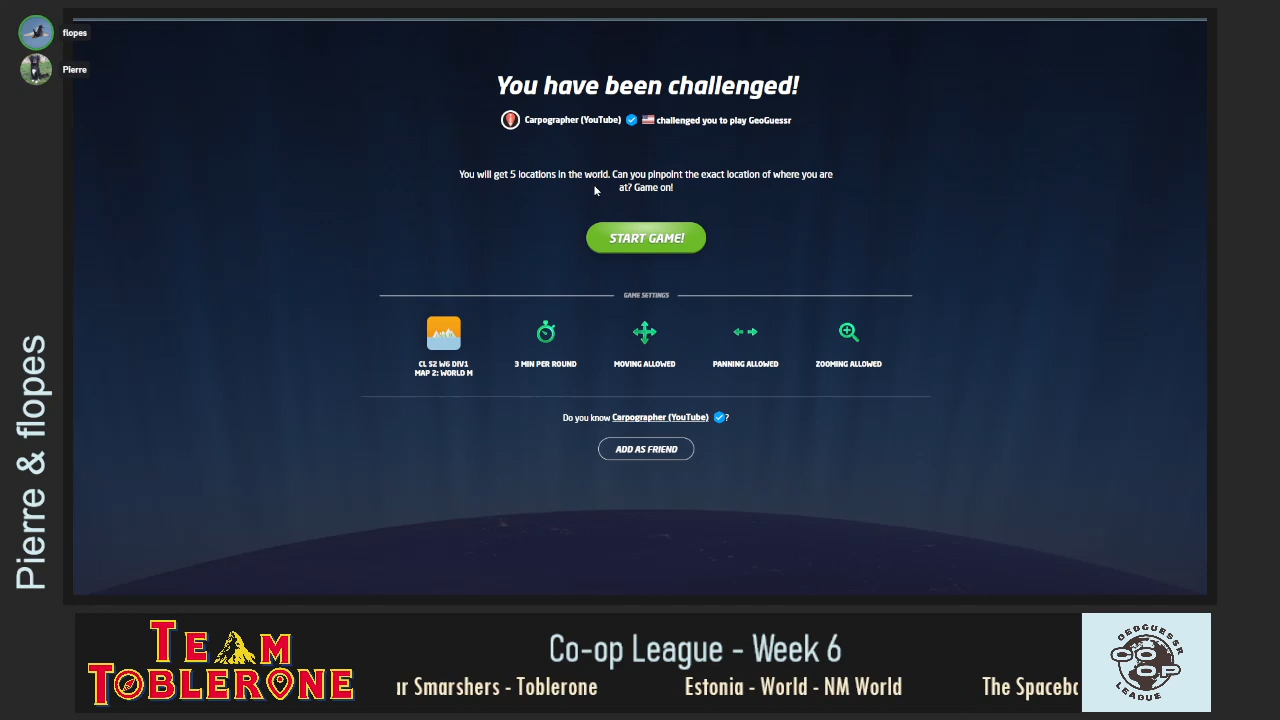 flopes
Pierre
You have been challenged!
Carpographer (YouTube) challenged you to play GeoGuessr
You will get 5 locations in the world. Can you pinpoint the exact location of where you are
at? Game on!
START GAME!
GAME SETTINGS
CL S2 W6 DIV1
MAP 2: WORLD M
3 MIN PER ROUND
MOVING ALLOWED
PANNING ALLOWED
ZOOMING ALLOWED
Do you know Carpographer (YouTube) ?
ADD AS FRIEND
Pierre & flopes
TEAM
TOBLERONE
Co-op League - Week 6
ur Smarshers - Toblerone
Estonia - World - NM World
The Spacebo
GEOGUESSR
CO-OP
LEAGUE